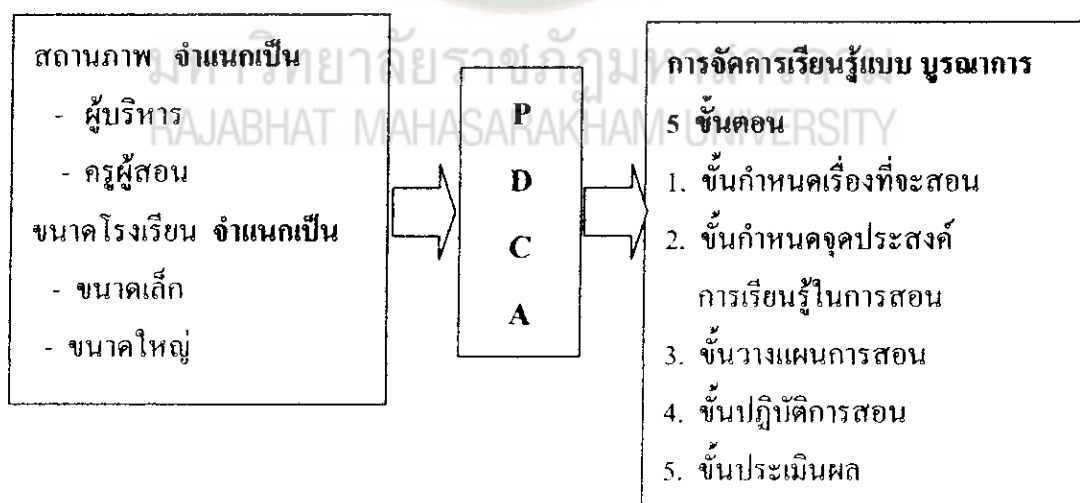 มหาวิทยาลัยราชภัฏมหาสารคาม
RAJABHAT MAHASARAKHAM UNIVERSITY
สถานภาพ จำแนกเป็น
- ผู้บริหาร
- ครูผู้สอน
ขนาดโรงเรียน จำแนกเป็น
- ขนาดเล็ก
- ขนาดใหญ่
P
D
C
A
การจัดการเรียนรู้แบบ บูรณาการ
5 ขั้นตอน
1. ขั้นกำหนดเรื่องที่จะสอน
2. ขั้นกำหนดจุดประสงค์
การเรียนรู้ในการสอน
3. ขั้นวางแผนการสอน
4. ขั้นปฏิบัติการสอน
5. ขั้นประเมินผล